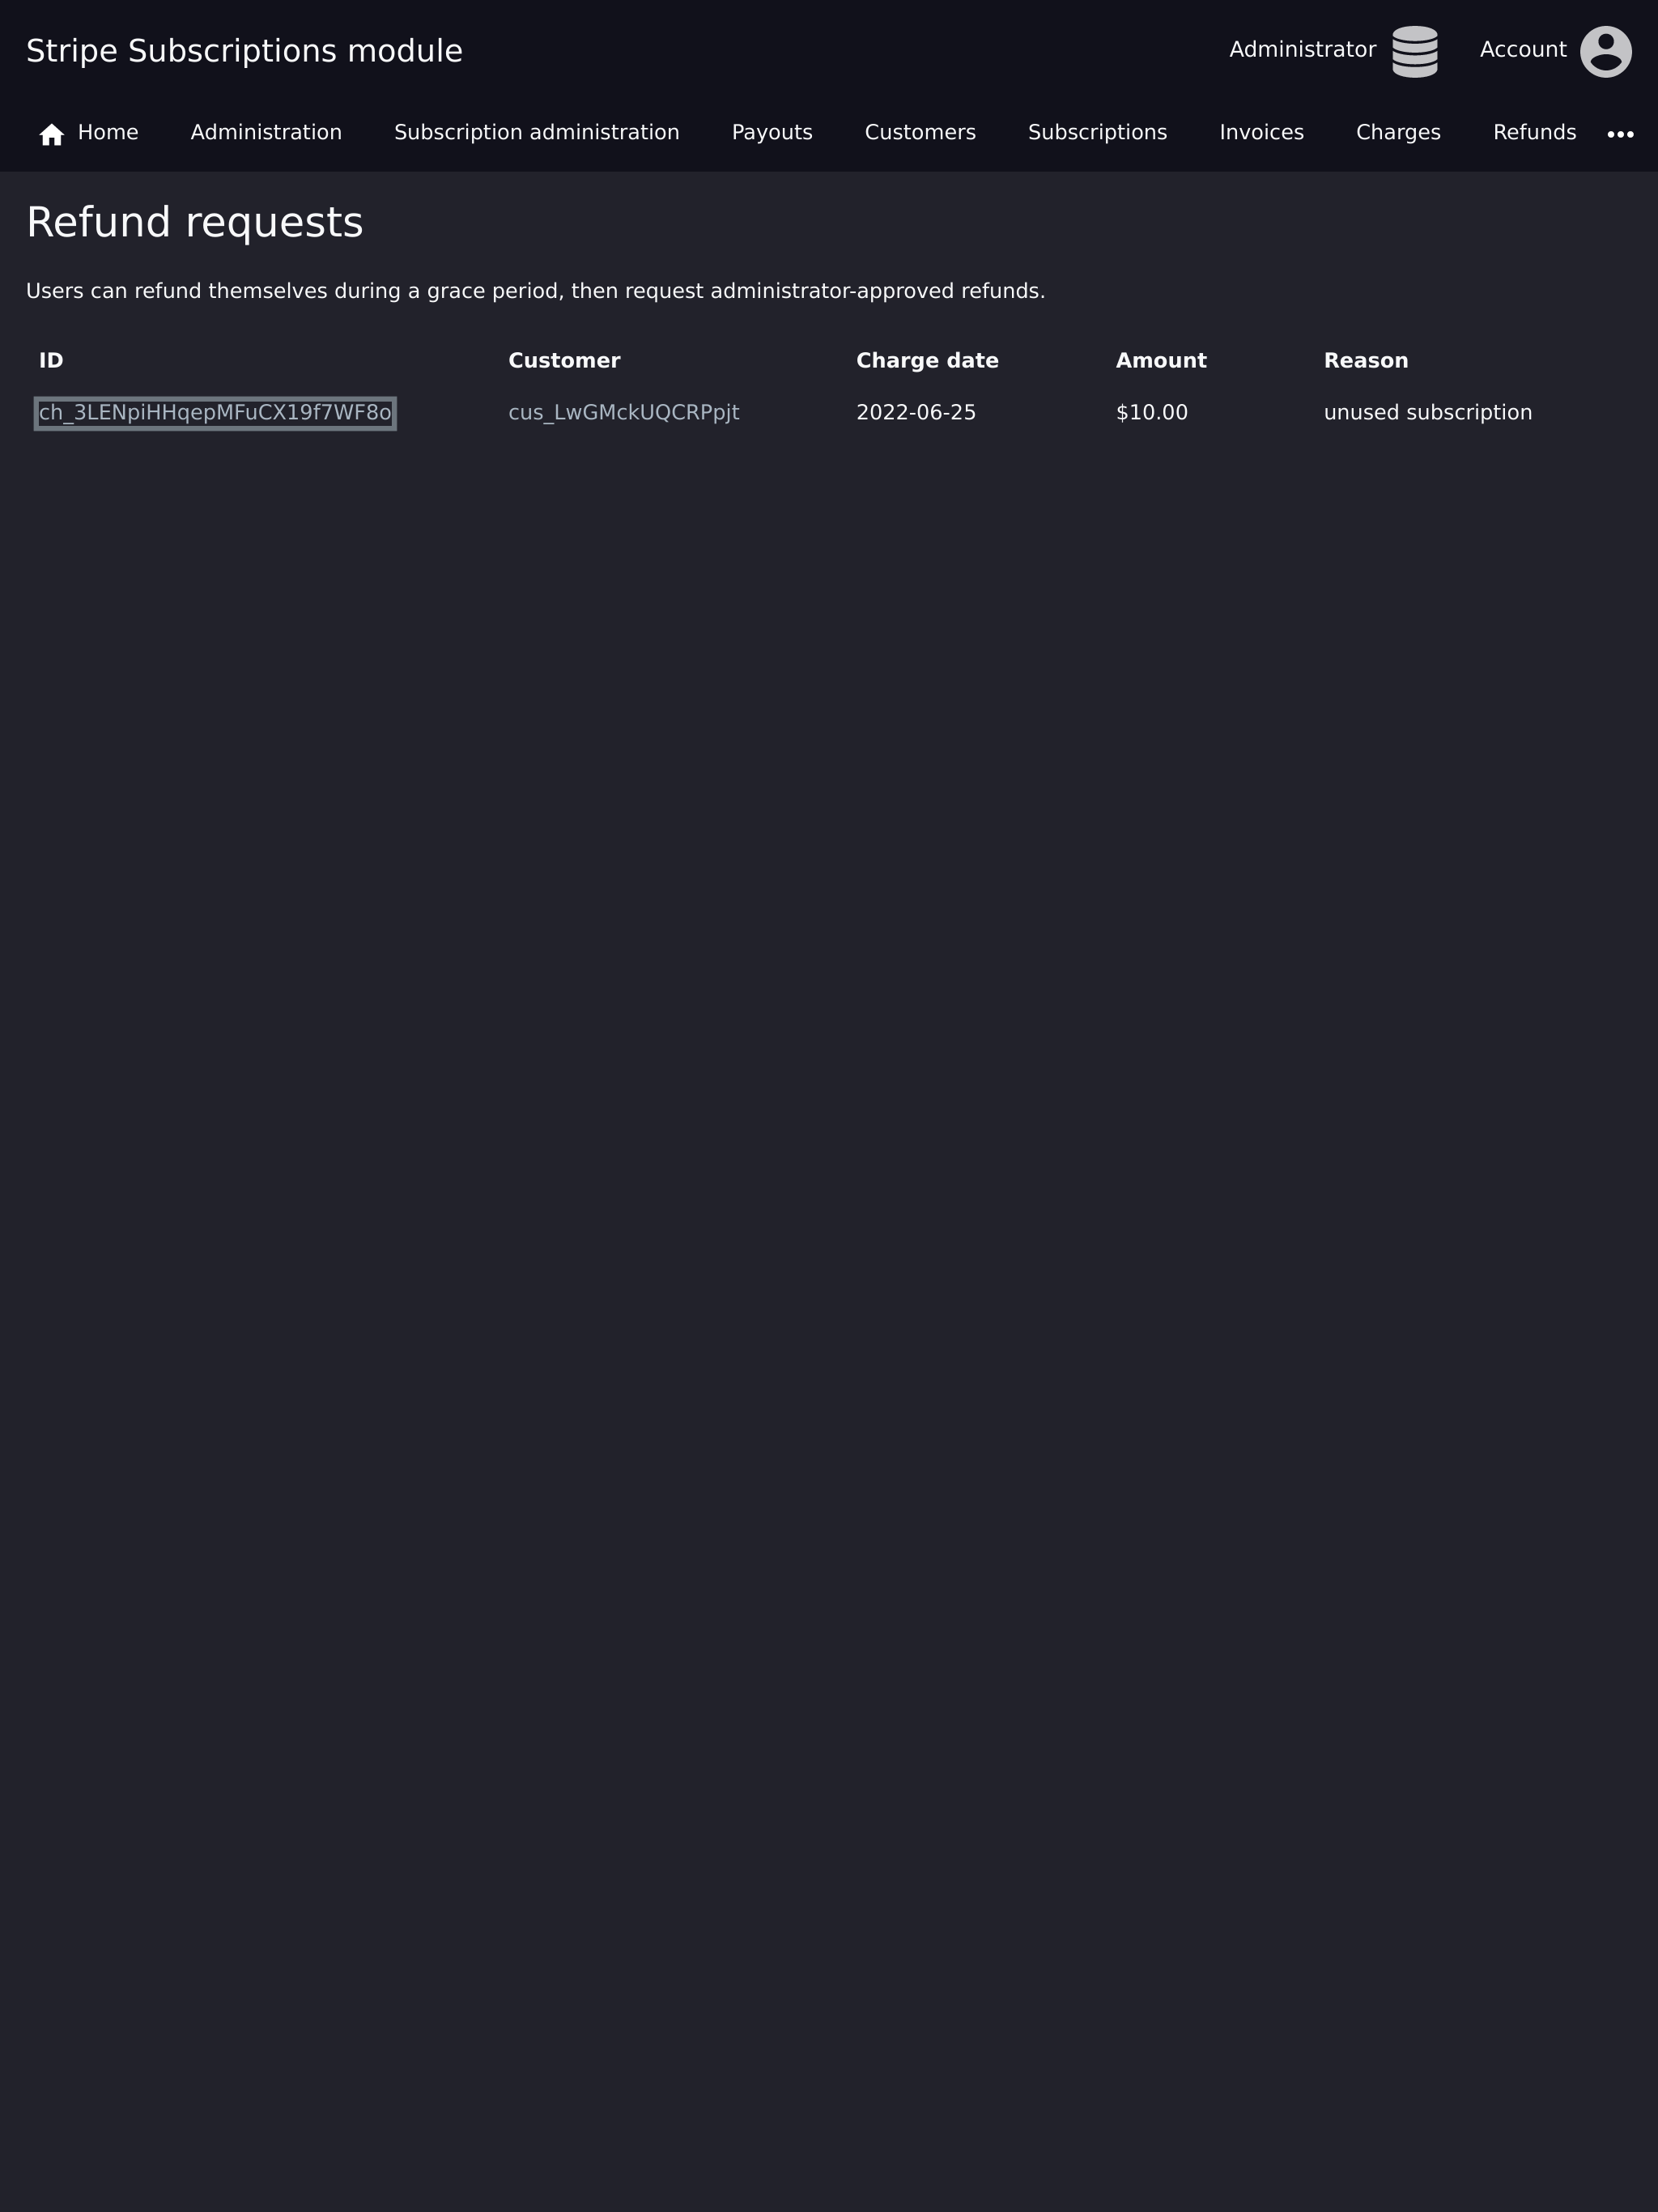 Stripe Subscriptions module Administrator Account
Home Administration Subscription administration Payouts Customers Subscriptions Invoices Charges Refunds
Refund requests
Users can refund themselves during a grace period, then request administrator-approved refunds.
ID Customer Charge date Amount Reason
ch_3LENpiHHqepMFuCX19f7WF8o cus_LwGMckUQCRPpjt 2022-06-25 $10.00 unused subscription